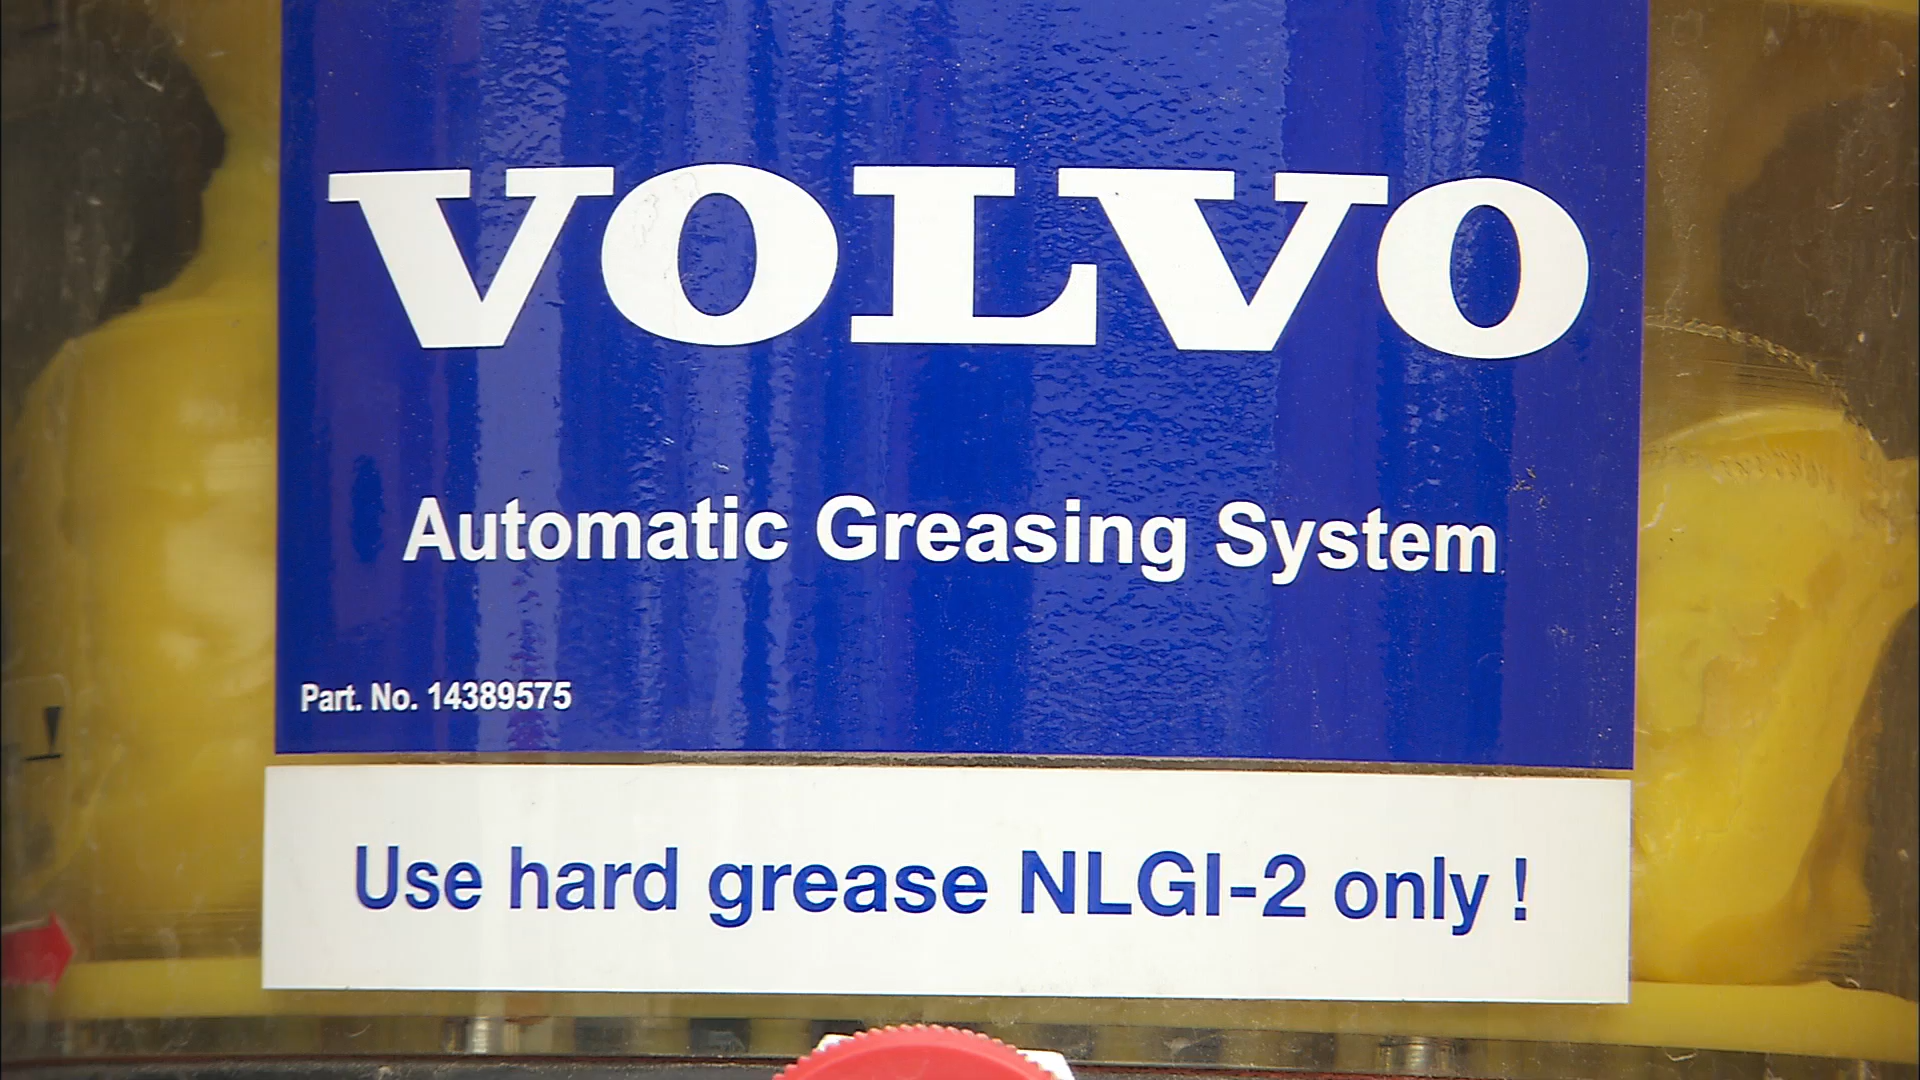 VOLVO
Automatic Greasing System
Part. No. 14389575
Use hard grease NLGI-2 only !